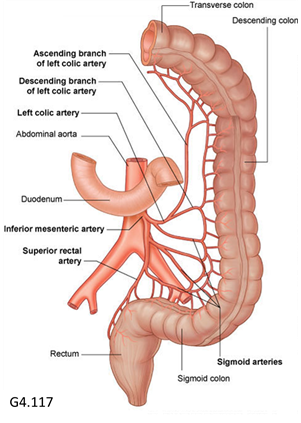 Transverse colon
Descending colon
Ascending branch
of left colic artery
Descending branch
of left colic artery
Left colic artery
Abdominal aorta
Duodenum
Inferior mesenteric artery
Superior rectal
artery
Rectum
Sigmoid arteries
Sigmoid colon
G4.117